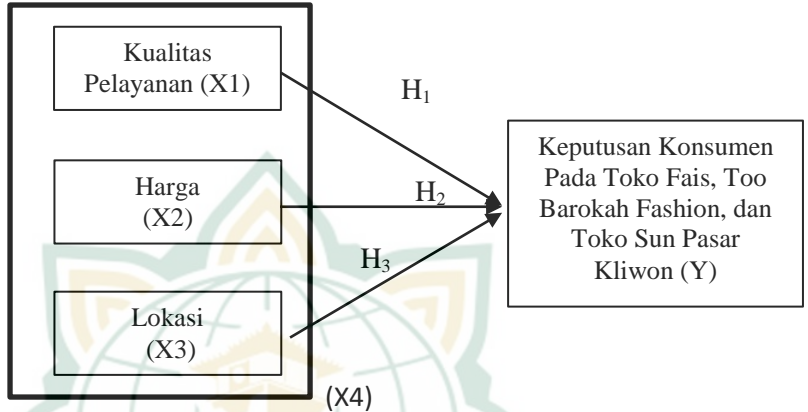 Kualitas
Pelayanan (X1)
H1
Harga
(X2)
H2
Lokasi
(X3)
H3
Keputusan Konsumen
Pada Toko Fais, Too
Barokah Fashion, dan
Toko Sun Pasar
Kliwon (Y)
(X4)